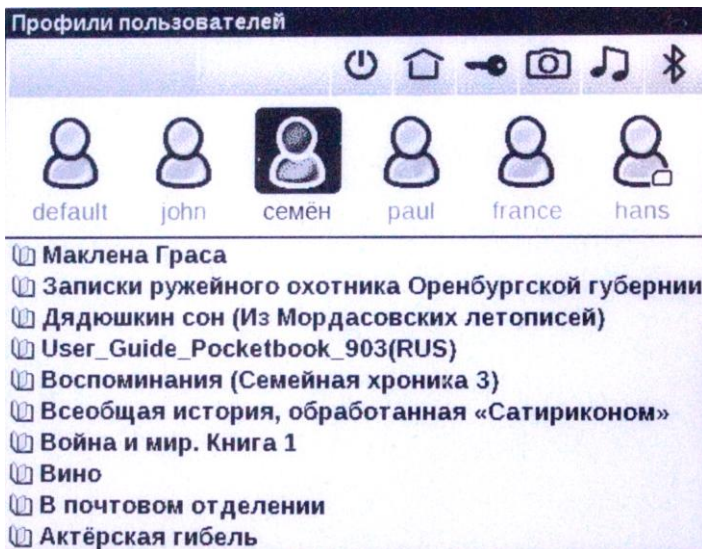 Профили пользователей
default john семён paul france hans
Маклена Граса
Записки ружейного охотника Оренбургской губернии
Дядюшкин сон (Из Мордасовских летописей)
User_Guide_Pocketbook_903(RUS)
Воспоминания (Семейная хроника 3)
Всеобщая история, обработанная «Сатириконом»
Война и мир. Книга 1
Вино
В почтовом отделении
Актёрская гибель